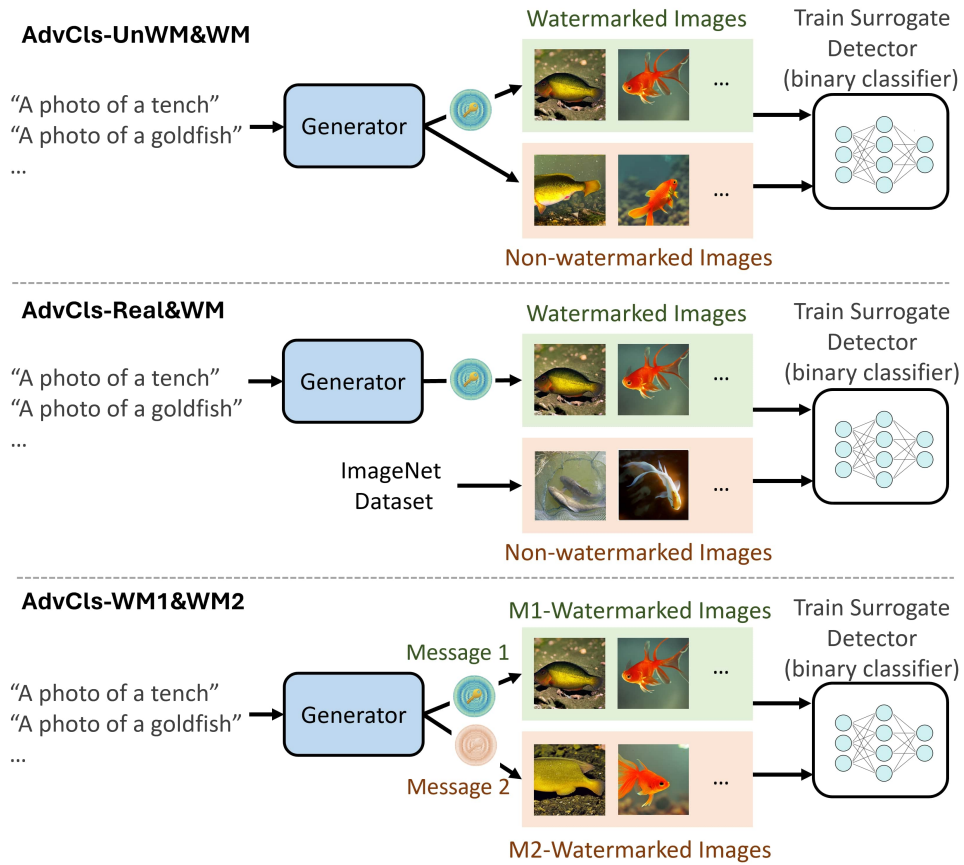 AdvCls-UnWM&WM
“A photo of a tench”
“A photo of a goldfish”
...
Generator
Watermarked Images
...
...
Non-watermarked Images
Train Surrogate
Detector
(binary classifier)
AdvCls-Real&WM
“A photo of a tench”
“A photo of a goldfish”
...
Generator
ImageNet
Dataset
Watermarked Images
...
...
Non-watermarked Images
Train Surrogate
Detector
(binary classifier)
AdvCls-WM1&WM2
“A photo of a tench”
“A photo of a goldfish”
...
Generator
Message 1
Message 2
M1-Watermarked Images
...
...
M2-Watermarked Images
Train Surrogate
Detector
(binary classifier)